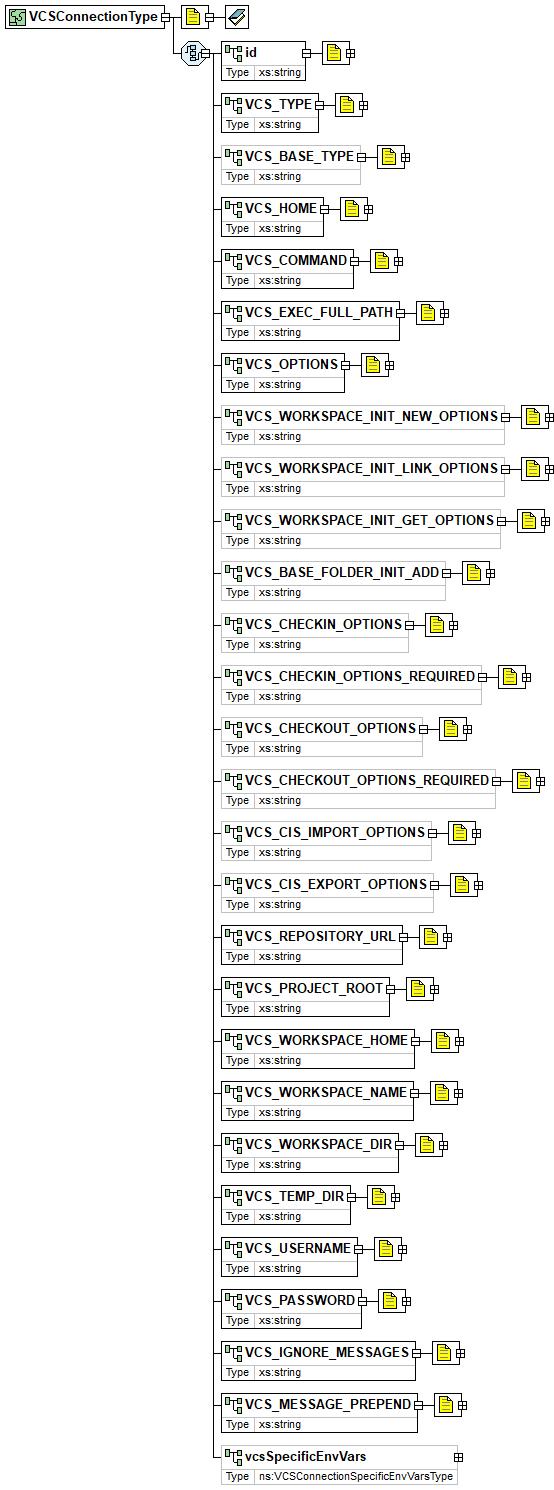 VCSConnectionType
id
Type xs:string
VCS_TYPE
Type xs:string
VCS_BASE_TYPE
Type xs:string
VCS_HOME
Type xs:string
VCS_COMMAND
Type xs:string
VCS_EXEC_FULL_PATH
Type xs:string
VCS_OPTIONS
Type xs:string
VCS_WORKSPACE_INIT_NEW_OPTIONS
Type xs:string
VCS_WORKSPACE_INIT_LINK_OPTIONS
Type xs:string
VCS_WORKSPACE_INIT_GET_OPTIONS
Type xs:string
VCS_BASE_FOLDER_INIT_ADD
Type xs:string
VCS_CHECKIN_OPTIONS
Type xs:string
VCS_CHECKIN_OPTIONS_REQUIRED
Type xs:string
VCS_CHECKOUT_OPTIONS
Type xs:string
VCS_CHECKOUT_OPTIONS_REQUIRED
Type xs:string
VCS_CIS_IMPORT_OPTIONS
Type xs:string
VCS_CIS_EXPORT_OPTIONS
Type xs:string
VCS_REPOSITORY_URL
Type xs:string
VCS_PROJECT_ROOT
Type xs:string
VCS_WORKSPACE_HOME
Type xs:string
VCS_WORKSPACE_NAME
Type xs:string
VCS_WORKSPACE_DIR
Type xs:string
VCS_TEMP_DIR
Type xs:string
VCS_USERNAME
Type xs:string
VCS_PASSWORD
Type xs:string
VCS_IGNORE_MESSAGES
Type xs:string
VCS_MESSAGE_PREPEND
Type xs:string
vcsSpecificEnvVars
Type ns:VCSConnectionSpecificEnvVarsType